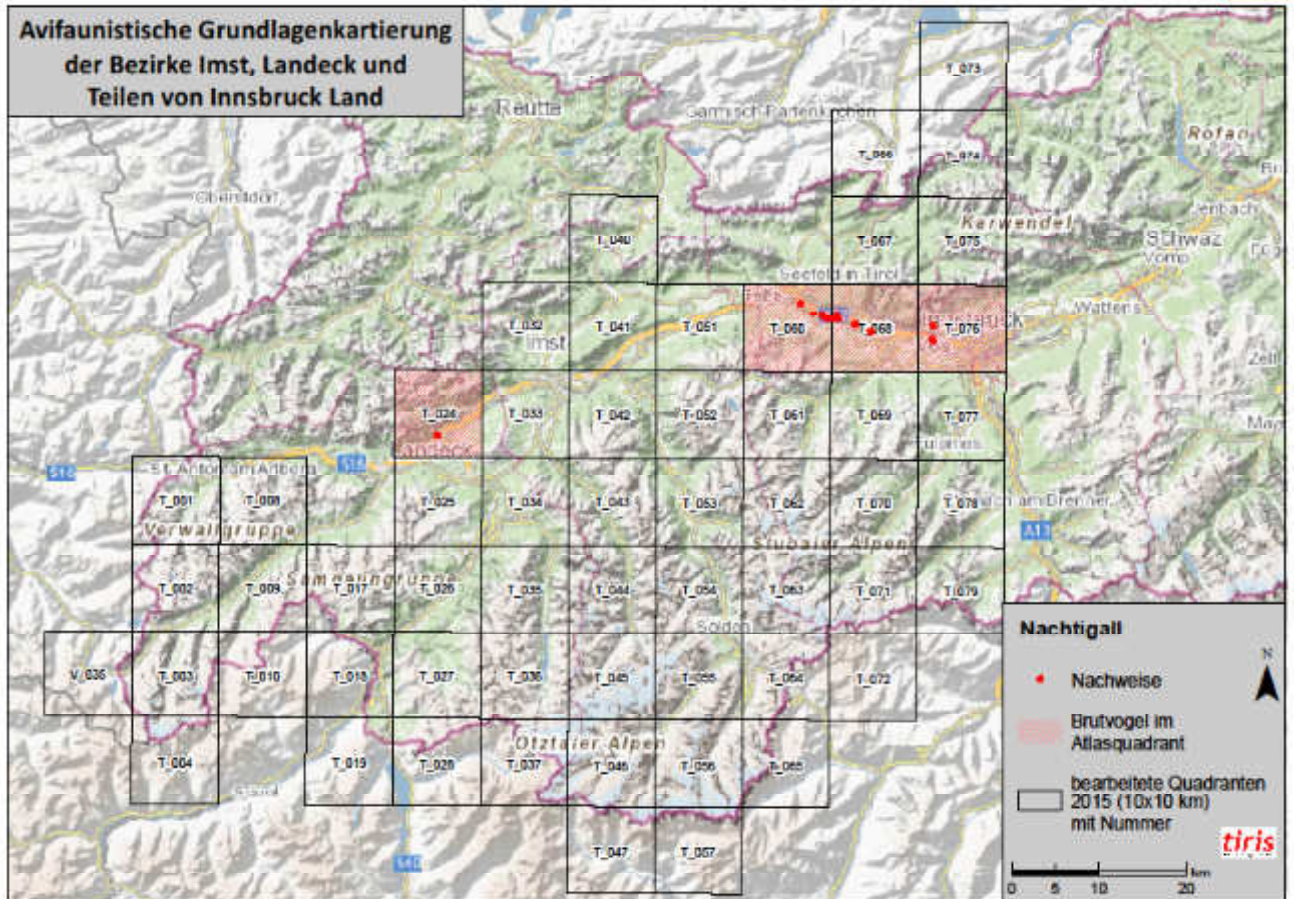 Avifaunistische Grundlagenkartierung
der Bezirke Imst, Landeck und
Teilen von Innsbruck Land
T_073
Reutte
Garmisch-Partenkirchen
Rofan
T_066
T_074
Oberstdorf
Jenbach
Karwendel
T_040
T_067
T_075
Schwaz
Vomp
Seefeld in Tirol
Wattens
T_032
T_041
T_051
T_060
T_068
T_076
Imst
T_024
T_033
T_042
T_052
T_061
T_069
T_077
Landeck
Fulpmes
St. Anton am Arlberg
S16
S16
T_001
T_008
T_025
T_034
T_043
T_053
T_062
T_070
T_078
Verwallgruppe
A13
Stubaier Alpen
Samnaungruppe
T_002
T_009
T_017
T_026
T_035
T_044
T_054
T_063
T_071
T_079
Sölden
V_035
T_003
T_010
T_018
T_027
T_036
T_045
T_055
T_064
T_072
Ötztaler Alpen
T_004
T_019
T_028
T_037
T_046
T_056
T_065
T_047
T_057
S40
Nachtigall
N
Nachweise
Brutvogel im
Atlasquadrant
bearbeitete Quadranten
2015 (10x10 km)
mit Nummer
tiris
km
0 5 10 20